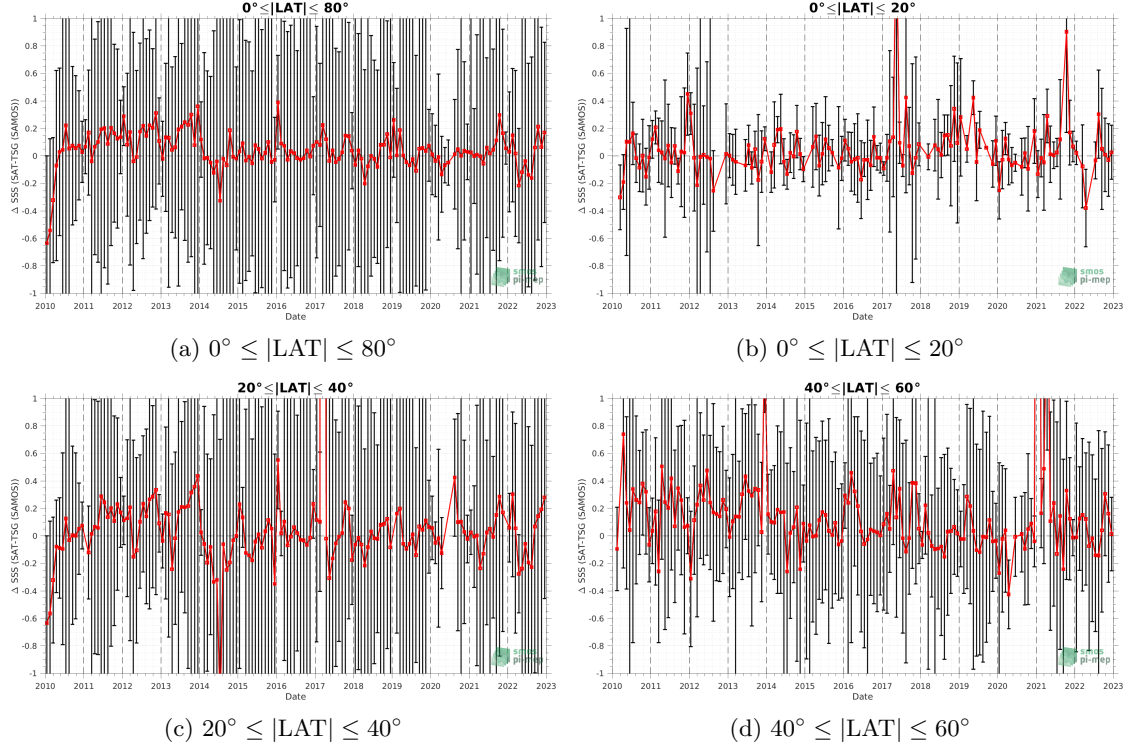 0°≤|LAT|≤ 80°
Δ SSS (SAT-TSG (SAMOS))
1
0.8
0.6
0.4
0.2
0
-0.2
-0.4
-0.6
-0.8
-1
2010 2011 2012 2013 2014 2015 2016 2017 2018 2019 2020 2021 2022 2023
Date
smos
pi-mep
(a) 0° ≤ |LAT| ≤ 80°
0°≤|LAT|≤ 20°
Δ SSS (SAT-TSG (SAMOS))
1
0.8
0.6
0.4
0.2
0
-0.2
-0.4
-0.6
-0.8
-1
2010 2011 2012 2013 2014 2015 2016 2017 2018 2019 2020 2021 2022 2023
Date
smos
pi-mep
(b) 0° ≤ |LAT| ≤ 20°
20°≤|LAT|≤ 40°
Δ SSS (SAT-TSG (SAMOS))
1
0.8
0.6
0.4
0.2
0
-0.2
-0.4
-0.6
-0.8
-1
2010 2011 2012 2013 2014 2015 2016 2017 2018 2019 2020 2021 2022 2023
Date
smos
pi-mep
(c) 20° ≤ |LAT| ≤ 40°
40°≤|LAT|≤ 60°
Δ SSS (SAT-TSG (SAMOS))
1
0.8
0.6
0.4
0.2
0
-0.2
-0.4
-0.6
-0.8
-1
2010 2011 2012 2013 2014 2015 2016 2017 2018 2019 2020 2021 2022 2023
Date
smos
pi-mep
(d) 40° ≤ |LAT| ≤ 60°